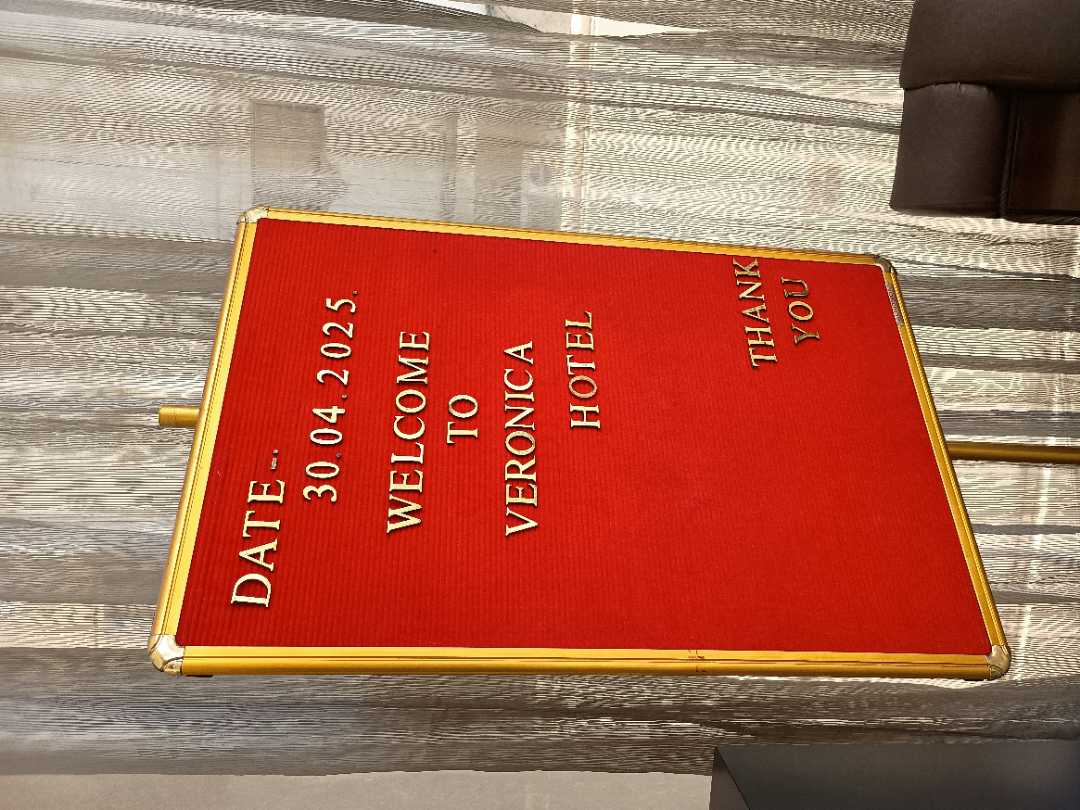 DATE-:
30.04.2025.
WELCOME
TO
VERONICA
HOTEL
THANK
YOU